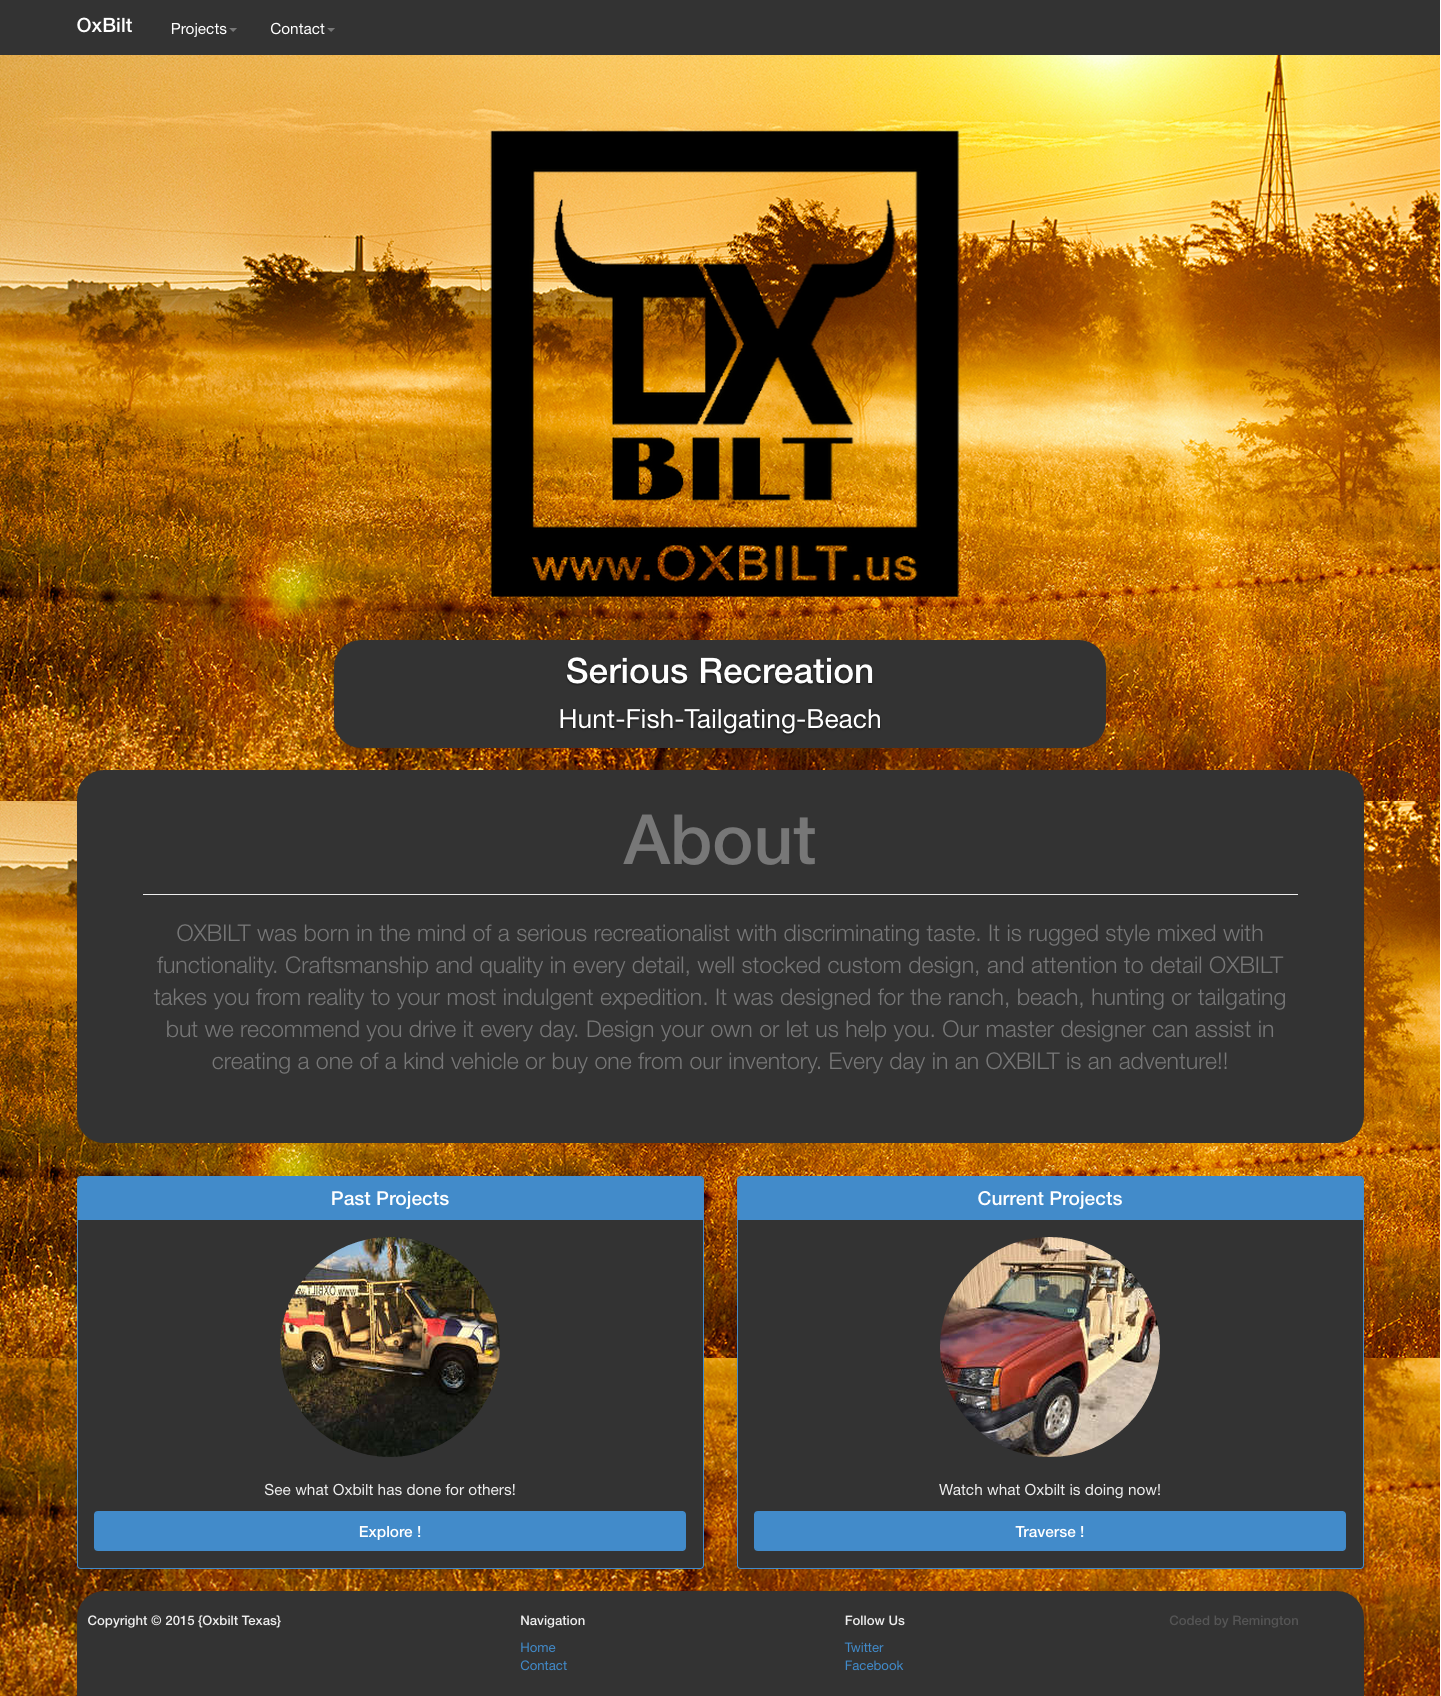 OxBilt
Projects
Contact
OX
BILT
www.OXBILT.us
Serious Recreation
Hunt-Fish-Tailgating-Beach
About
OXBILT was born in the mind of a serious recreationalist with discriminating taste. It is rugged style mixed with
functionality. Craftsmanship and quality in every detail, well stocked custom design, and attention to detail OXBILT
takes you from reality to your most indulgent expedition. It was designed for the ranch, beach, hunting or tailgating
but we recommend you drive it every day. Design your own or let us help you. Our master designer can assist in
creating a one of a kind vehicle or buy one from our inventory. Every day in an OXBILT is an adventure!!
Past Projects
Current Projects
www.OXBILT.us
See what Oxbilt has done for others!
Watch what Oxbilt is doing now!
Explore !
Traverse !
Copyright © 2015 {Oxbilt Texas}
Navigation
Home
Contact
Follow Us
Twitter
Facebook
Coded by Remington